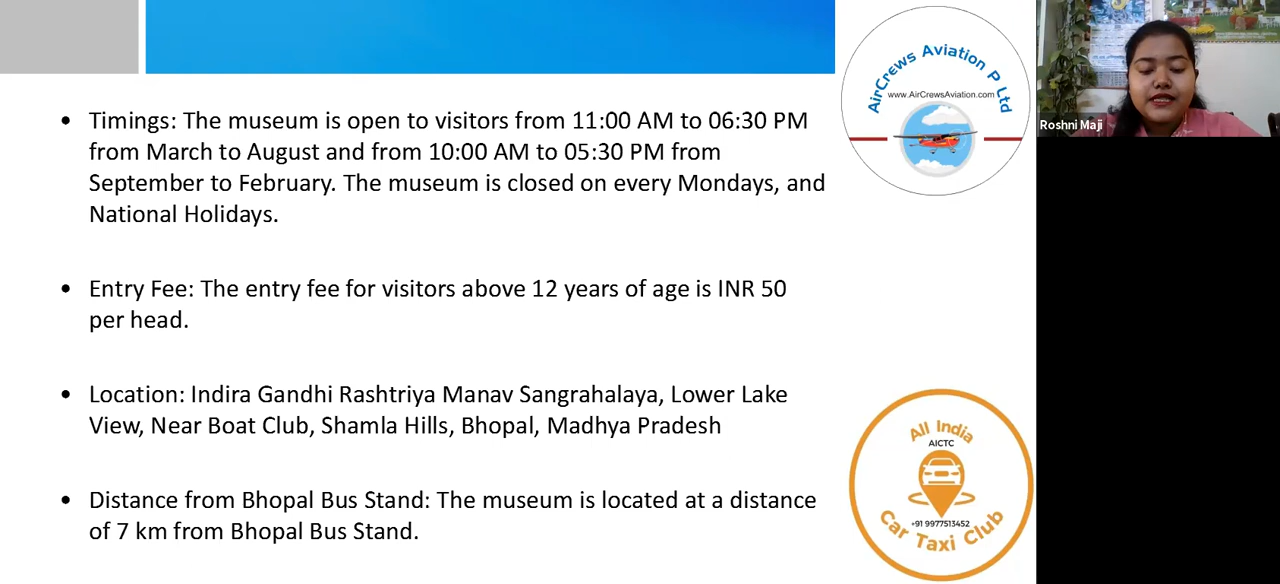 • Timings: The museum is open to visitors from 11:00 AM to 06:30 PM
from March to August and from 10:00 AM to 05:30 PM from
September to February. The museum is closed on every Mondays, and
National Holidays.
• Entry Fee: The entry fee for visitors above 12 years of age is INR 50
per head.
• Location: Indira Gandhi Rashtriya Manav Sangrahalaya, Lower Lake
View, Near Boat Club, Shamla Hills, Bhopal, Madhya Pradesh
• Distance from Bhopal Bus Stand: The museum is located at a distance
of 7 km from Bhopal Bus Stand.
AirCrews Aviation P Ltd
www.AirCrewsAviation.com
All India
AICTC
+91 9977513452
Car Taxi Club
Roshni Maji